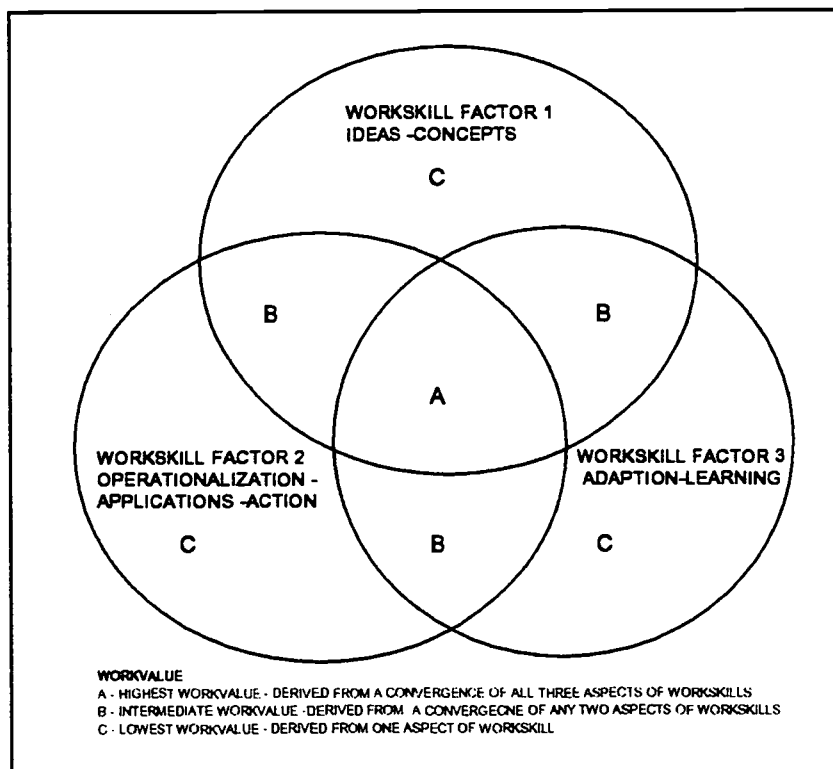 WORKSKILL FACTOR 1
IDEAS -CONCEPTS
C
B
B
A
WORKSKILL FACTOR 2
OPERATIONALIZATION -
APPLICATIONS -ACTION
WORKSKILL FACTOR 3
ADAPTION-LEARNING
C
B
C
WORKVALUE
A - HIGHEST WORKVALUE - DERIVED FROM A CONVERGENCE OF ALL THREE ASPECTS OF WORKSKILLS
B - INTERMEDIATE WORKVALUE -DERIVED FROM A CONVERGECNE OF ANY TWO ASPECTS OF WORKSKILLS
C - LOWEST WORKVALUE - DERIVED FROM ONE ASPECT OF WORKSKILL